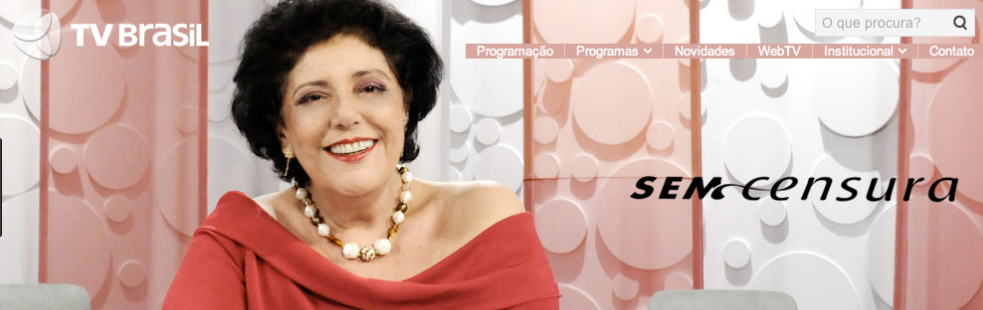 TV BRASIL
O que procura?
Programação Programas Novidades WebTV Institucional Contato
SEM censura